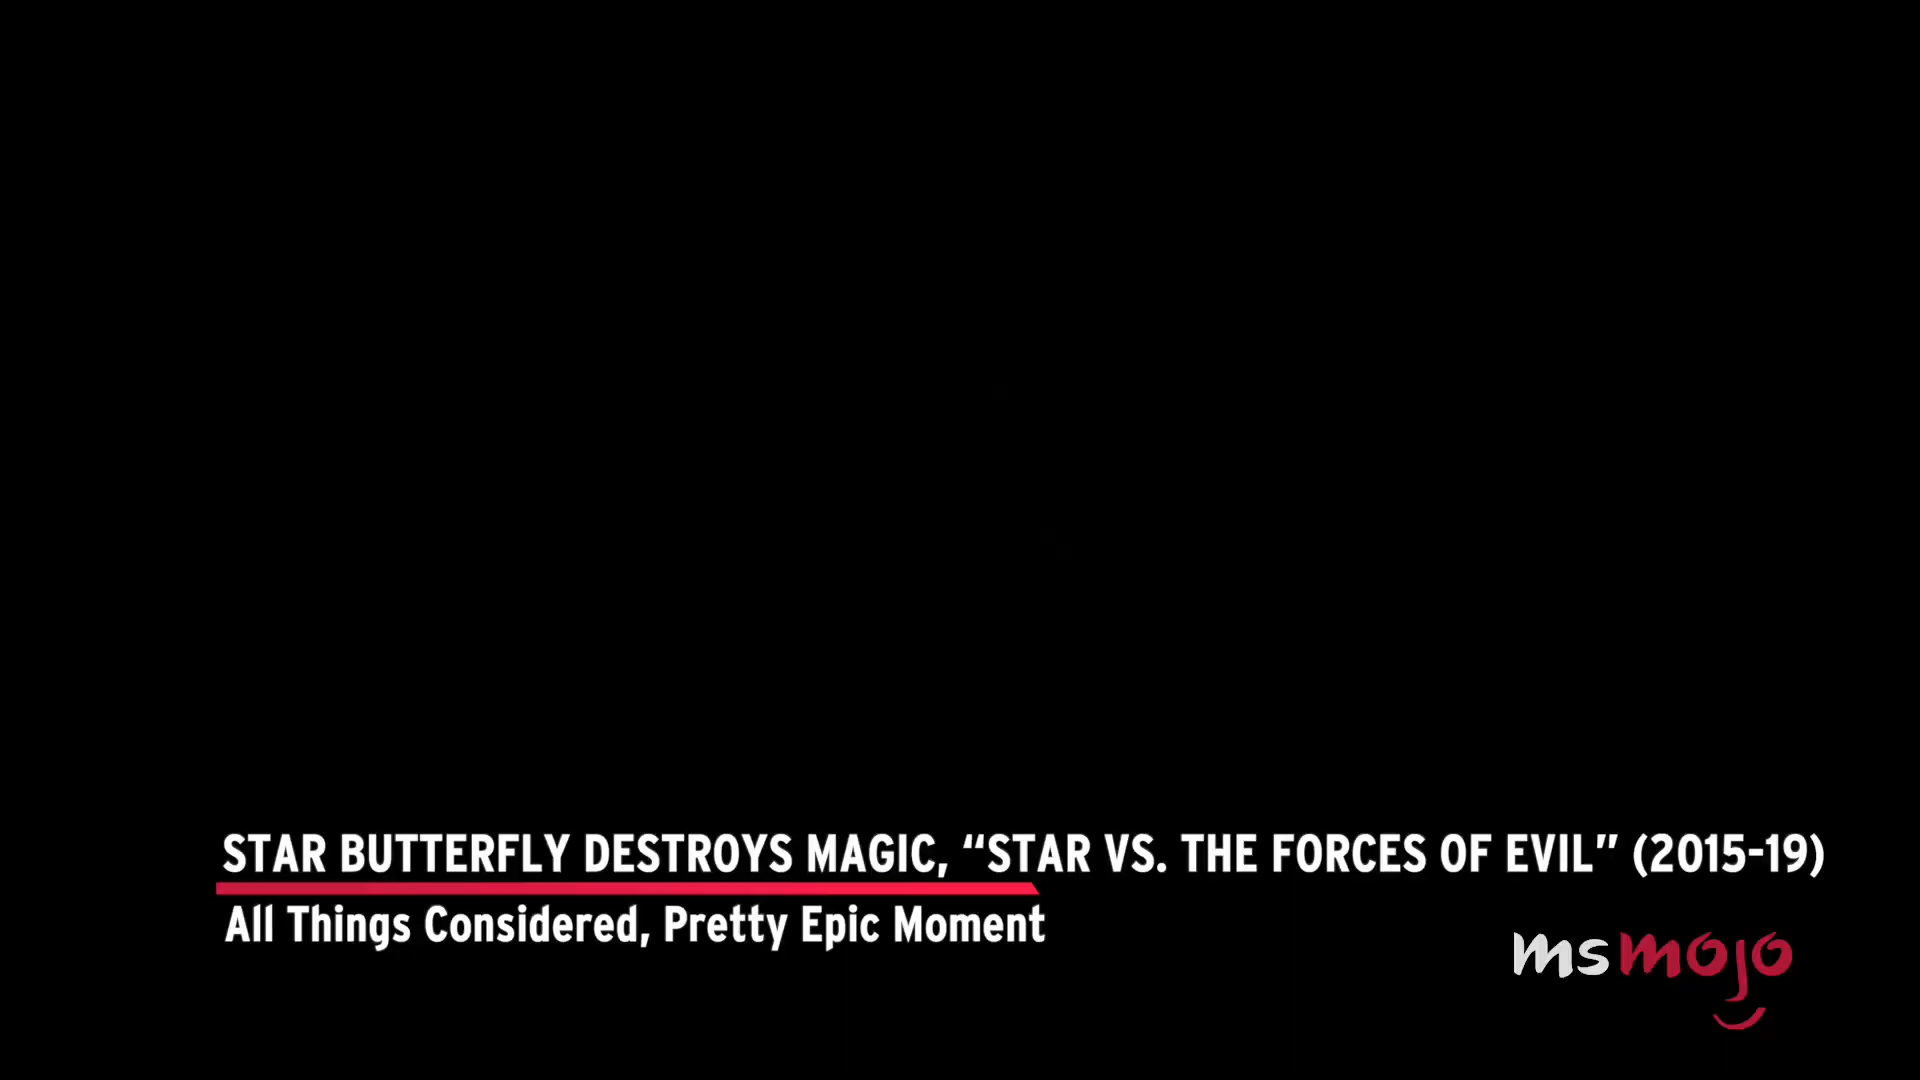 STAR BUTTERFLY DESTROYS MAGIC, “STAR VS. THE FORCES OF EVIL” (2015-19)
All Things Considered, Pretty Epic Moment
msmojo